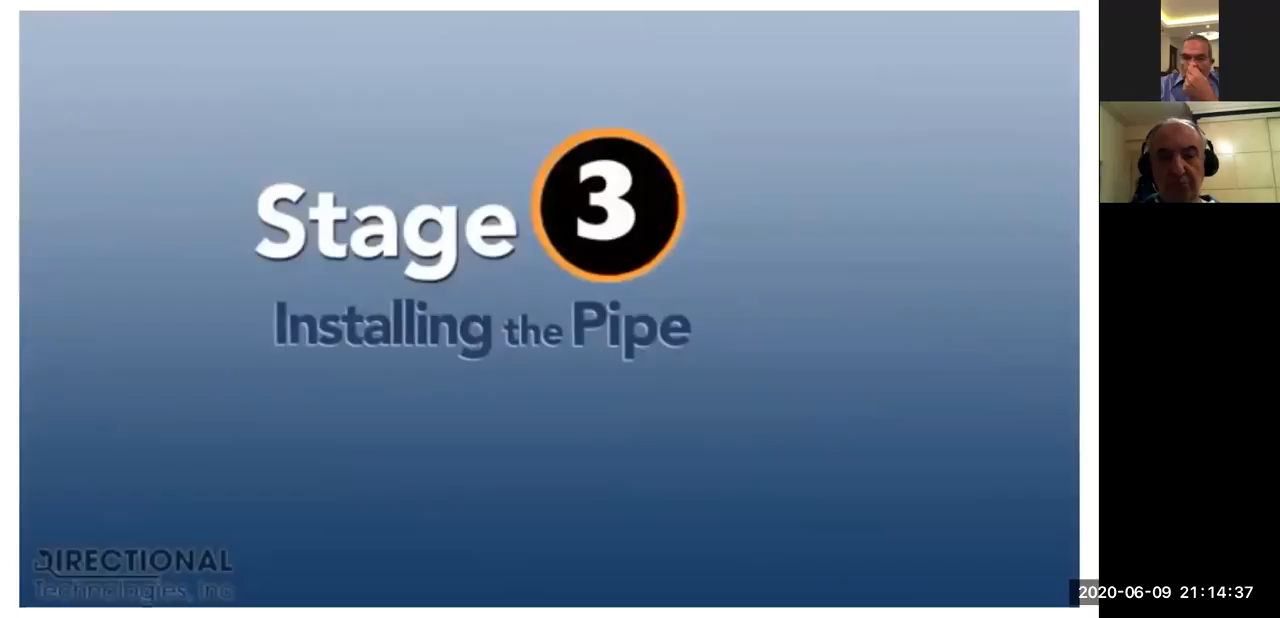 Stage 3
Installing the Pipe
DIRECTIONAL
Technologies, Inc
2020-06-09 21:14:37